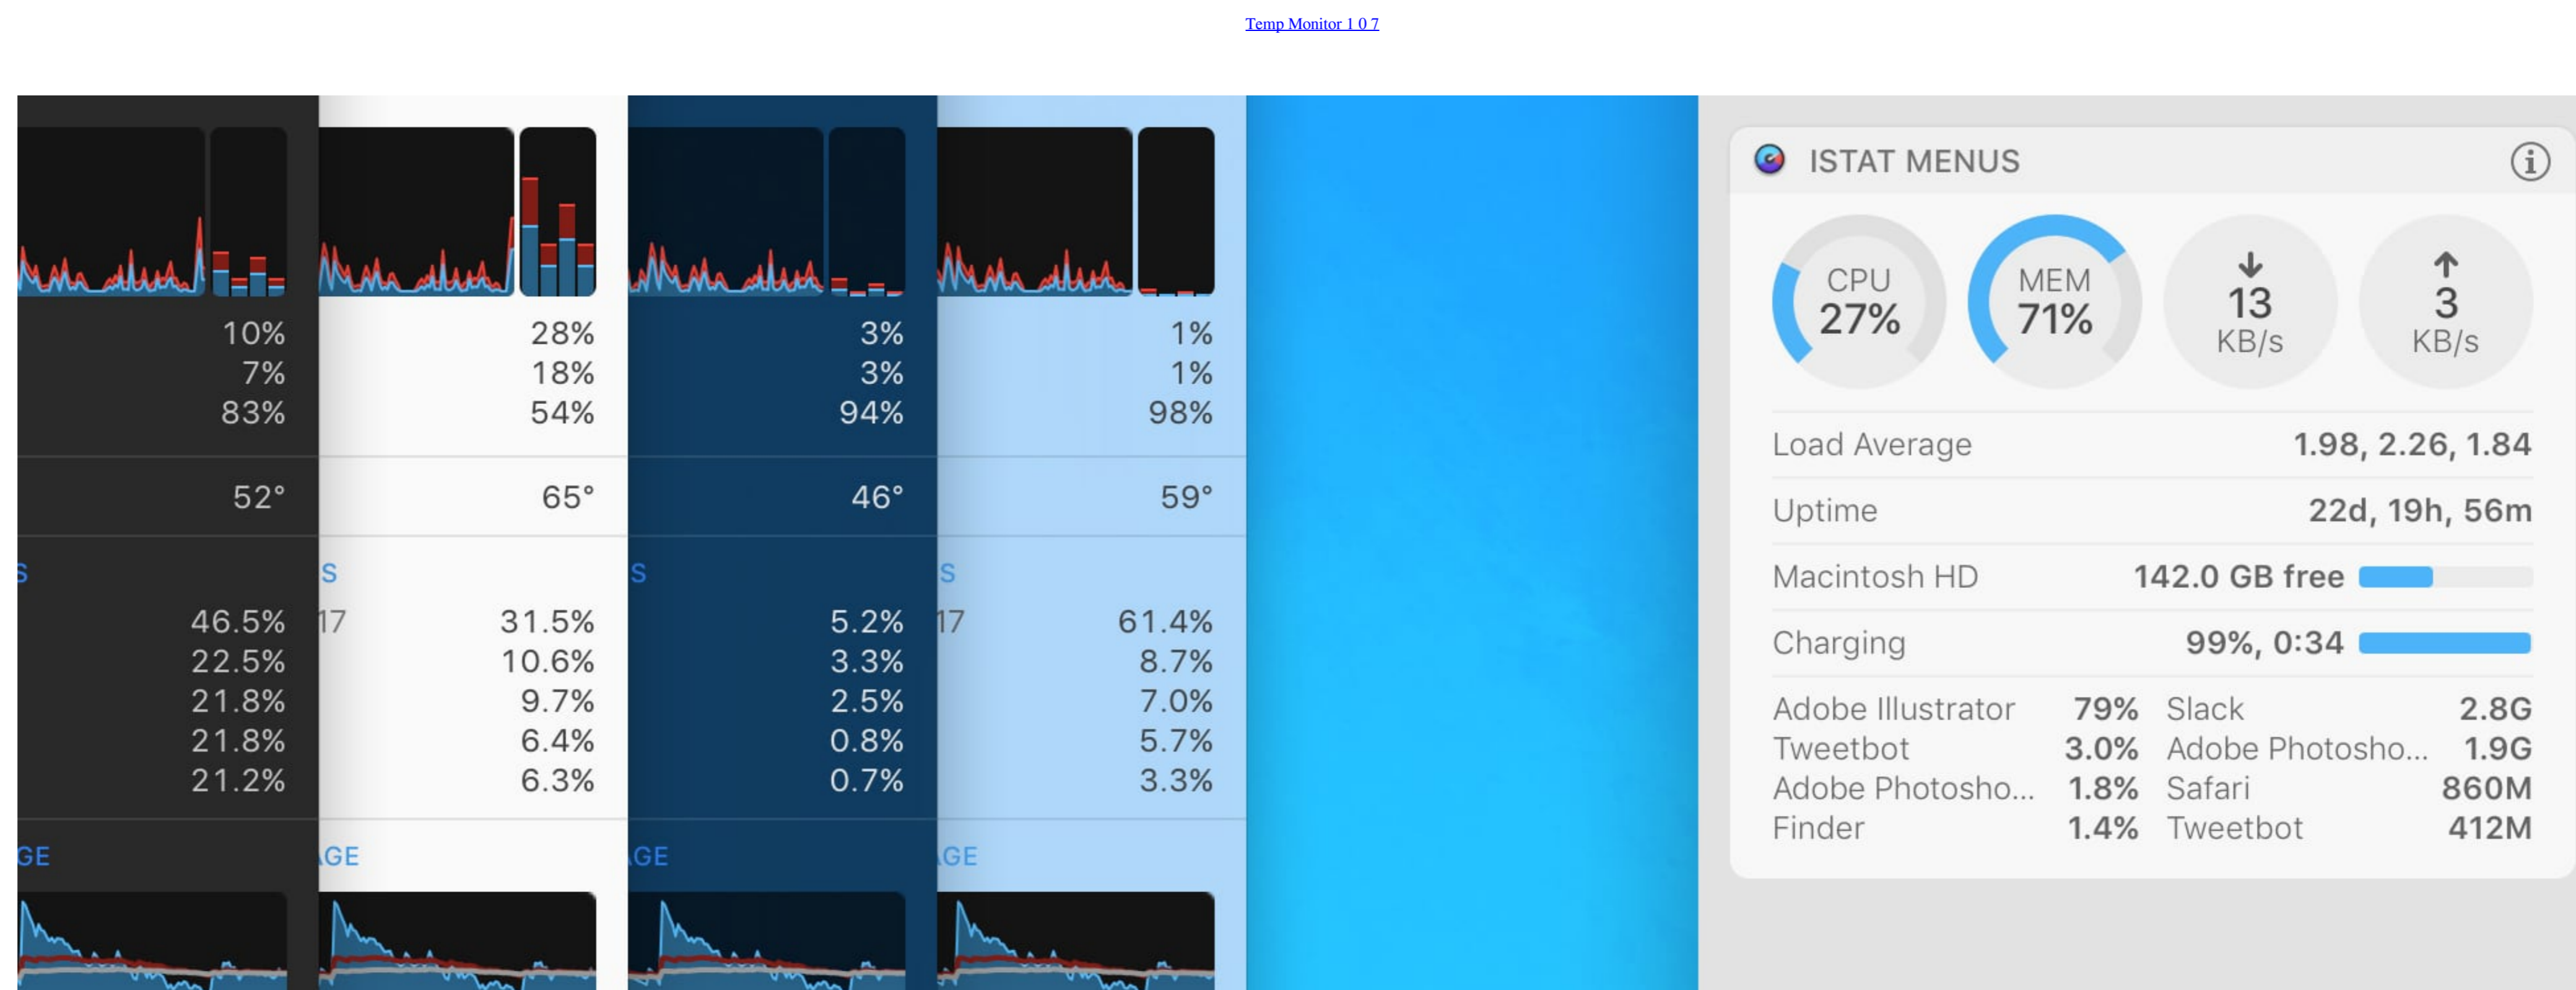 Temp Monitor 1 0 7
10%
7%
83%
52°
S
46.5%
22.5%
21.8%
21.8%
21.2%
GE
28%
18%
54%
65°
S
17 31.5%
10.6%
9.7%
6.4%
6.3%
AGE
3%
3%
94%
46°
S
5.2%
3.3%
2.5%
0.8%
0.7%
AGE
1%
1%
98%
59°
S
17 61.4%
8.7%
7.0%
5.7%
3.3%
AGE
ISTAT MENUS
CPU
27%
MEM
71%
13
KB/s
3
KB/s
Load Average 1.98, 2.26, 1.84
Uptime 22d, 19h, 56m
Macintosh HD 142.0 GB free
Charging 99%, 0:34
Adobe Illustrator 79% Slack 2.8G
Tweetbot 3.0% Adobe Photosho... 1.9G
Adobe Photosho... 1.8% Safari 860M
Finder 1.4% Tweetbot 412M